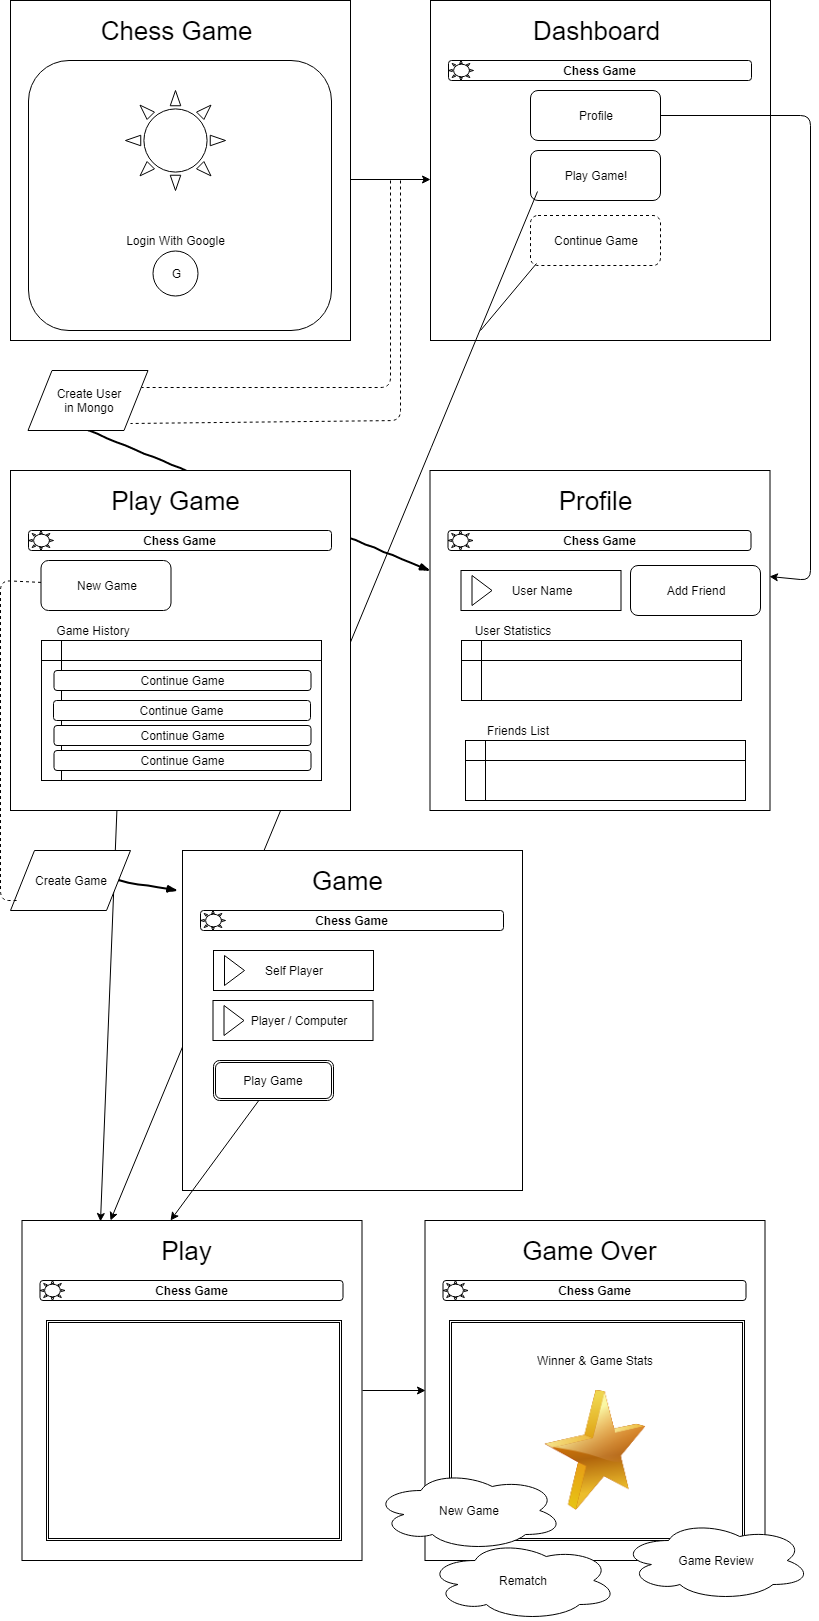 Chess Game
Login With Google
G
Dashboard
Chess Game
Profile
Play Game!
Continue Game
Create User
in Mongo
Play Game
Chess Game
New Game
Game History
Continue Game
Continue Game
Continue Game
Continue Game
Profile
Chess Game
User Name
Add Friend
User Statistics
Friends List
Create Game
Game
Chess Game
Self Player
Player / Computer
Play Game
Play
Chess Game
Game Over
Chess Game
Winner & Game Stats
New Game
Game Review
Rematch